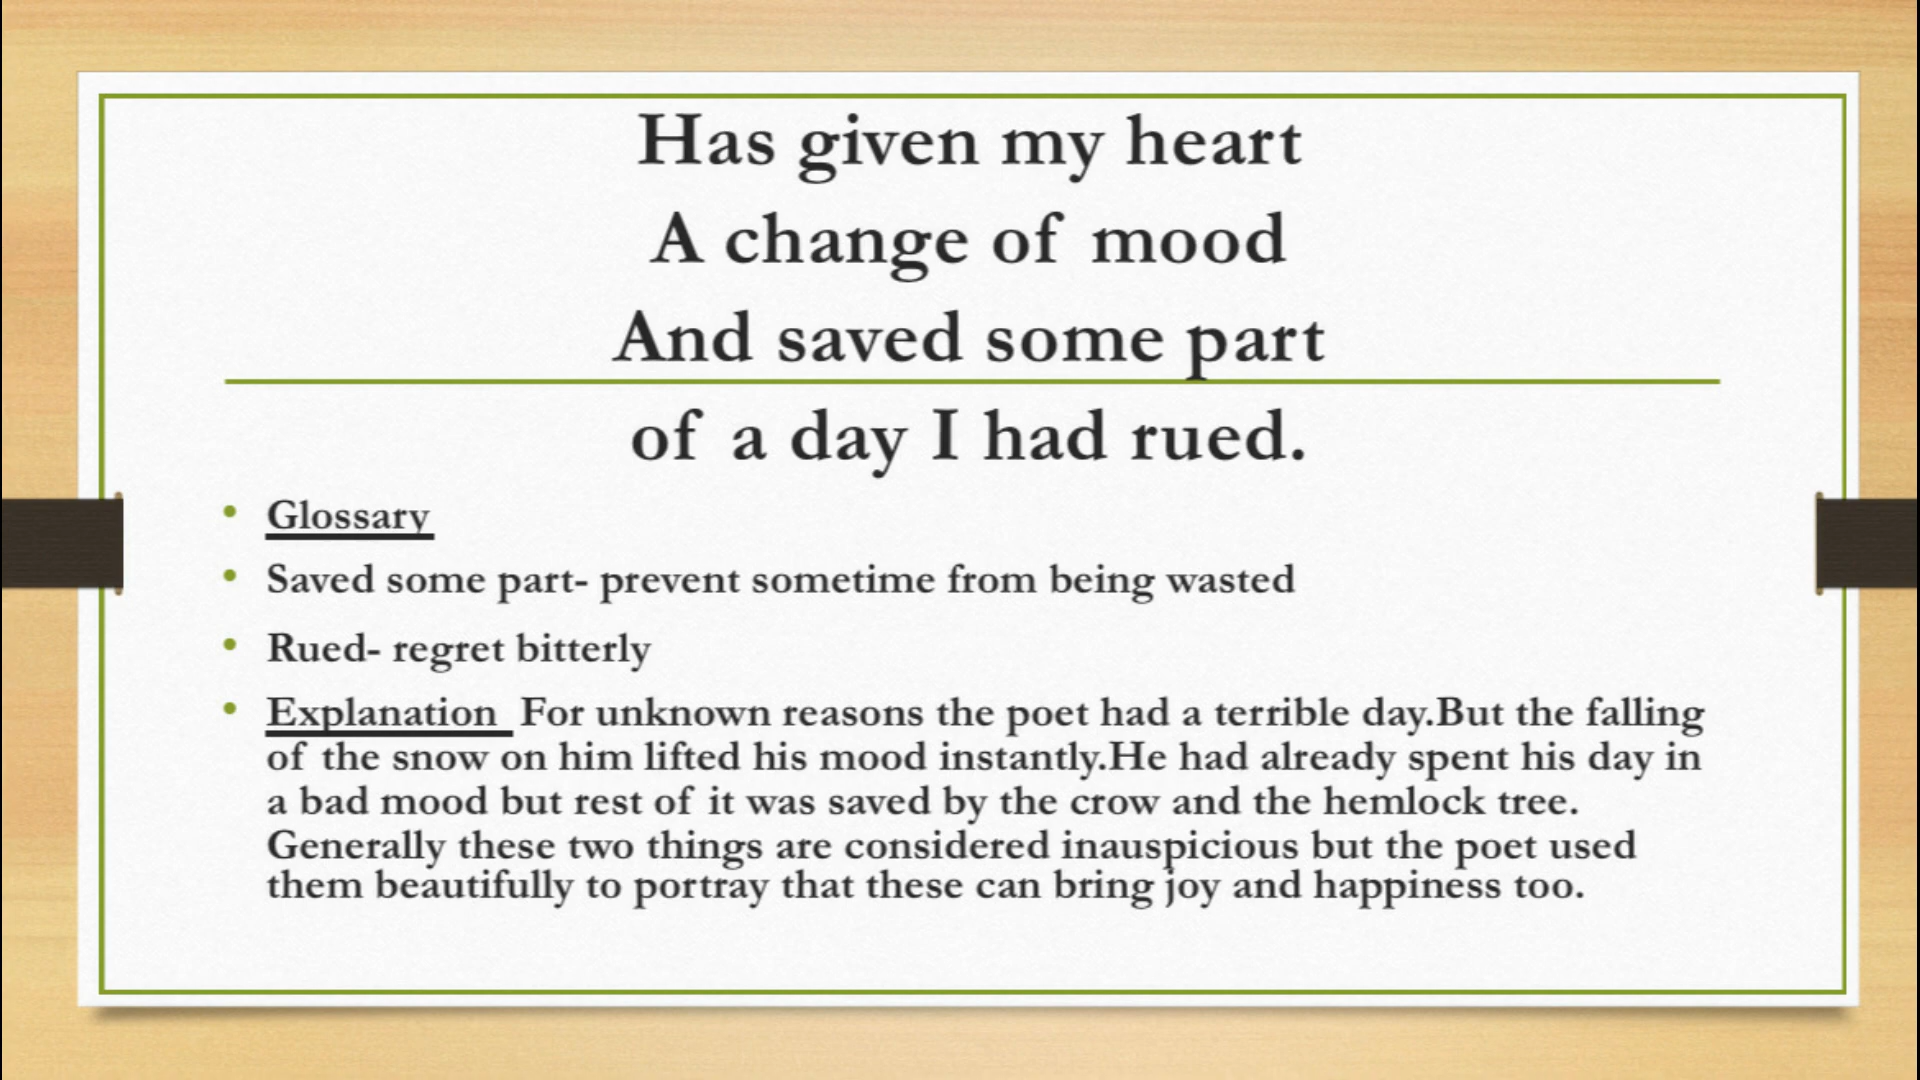 Has given my heart
A change of mood
And saved some part
of a day I had rued.
Glossary
Saved some part- prevent sometime from being wasted
Rued- regret bitterly
Explanation For unknown reasons the poet had a terrible day.But the falling
of the snow on him lifted his mood instantly.He had already spent his day in
a bad mood but rest of it was saved by the crow and the hemlock tree.
Generally these two things are considered inauspicious but the poet used
them beautifully to portray that these can bring joy and happiness too.